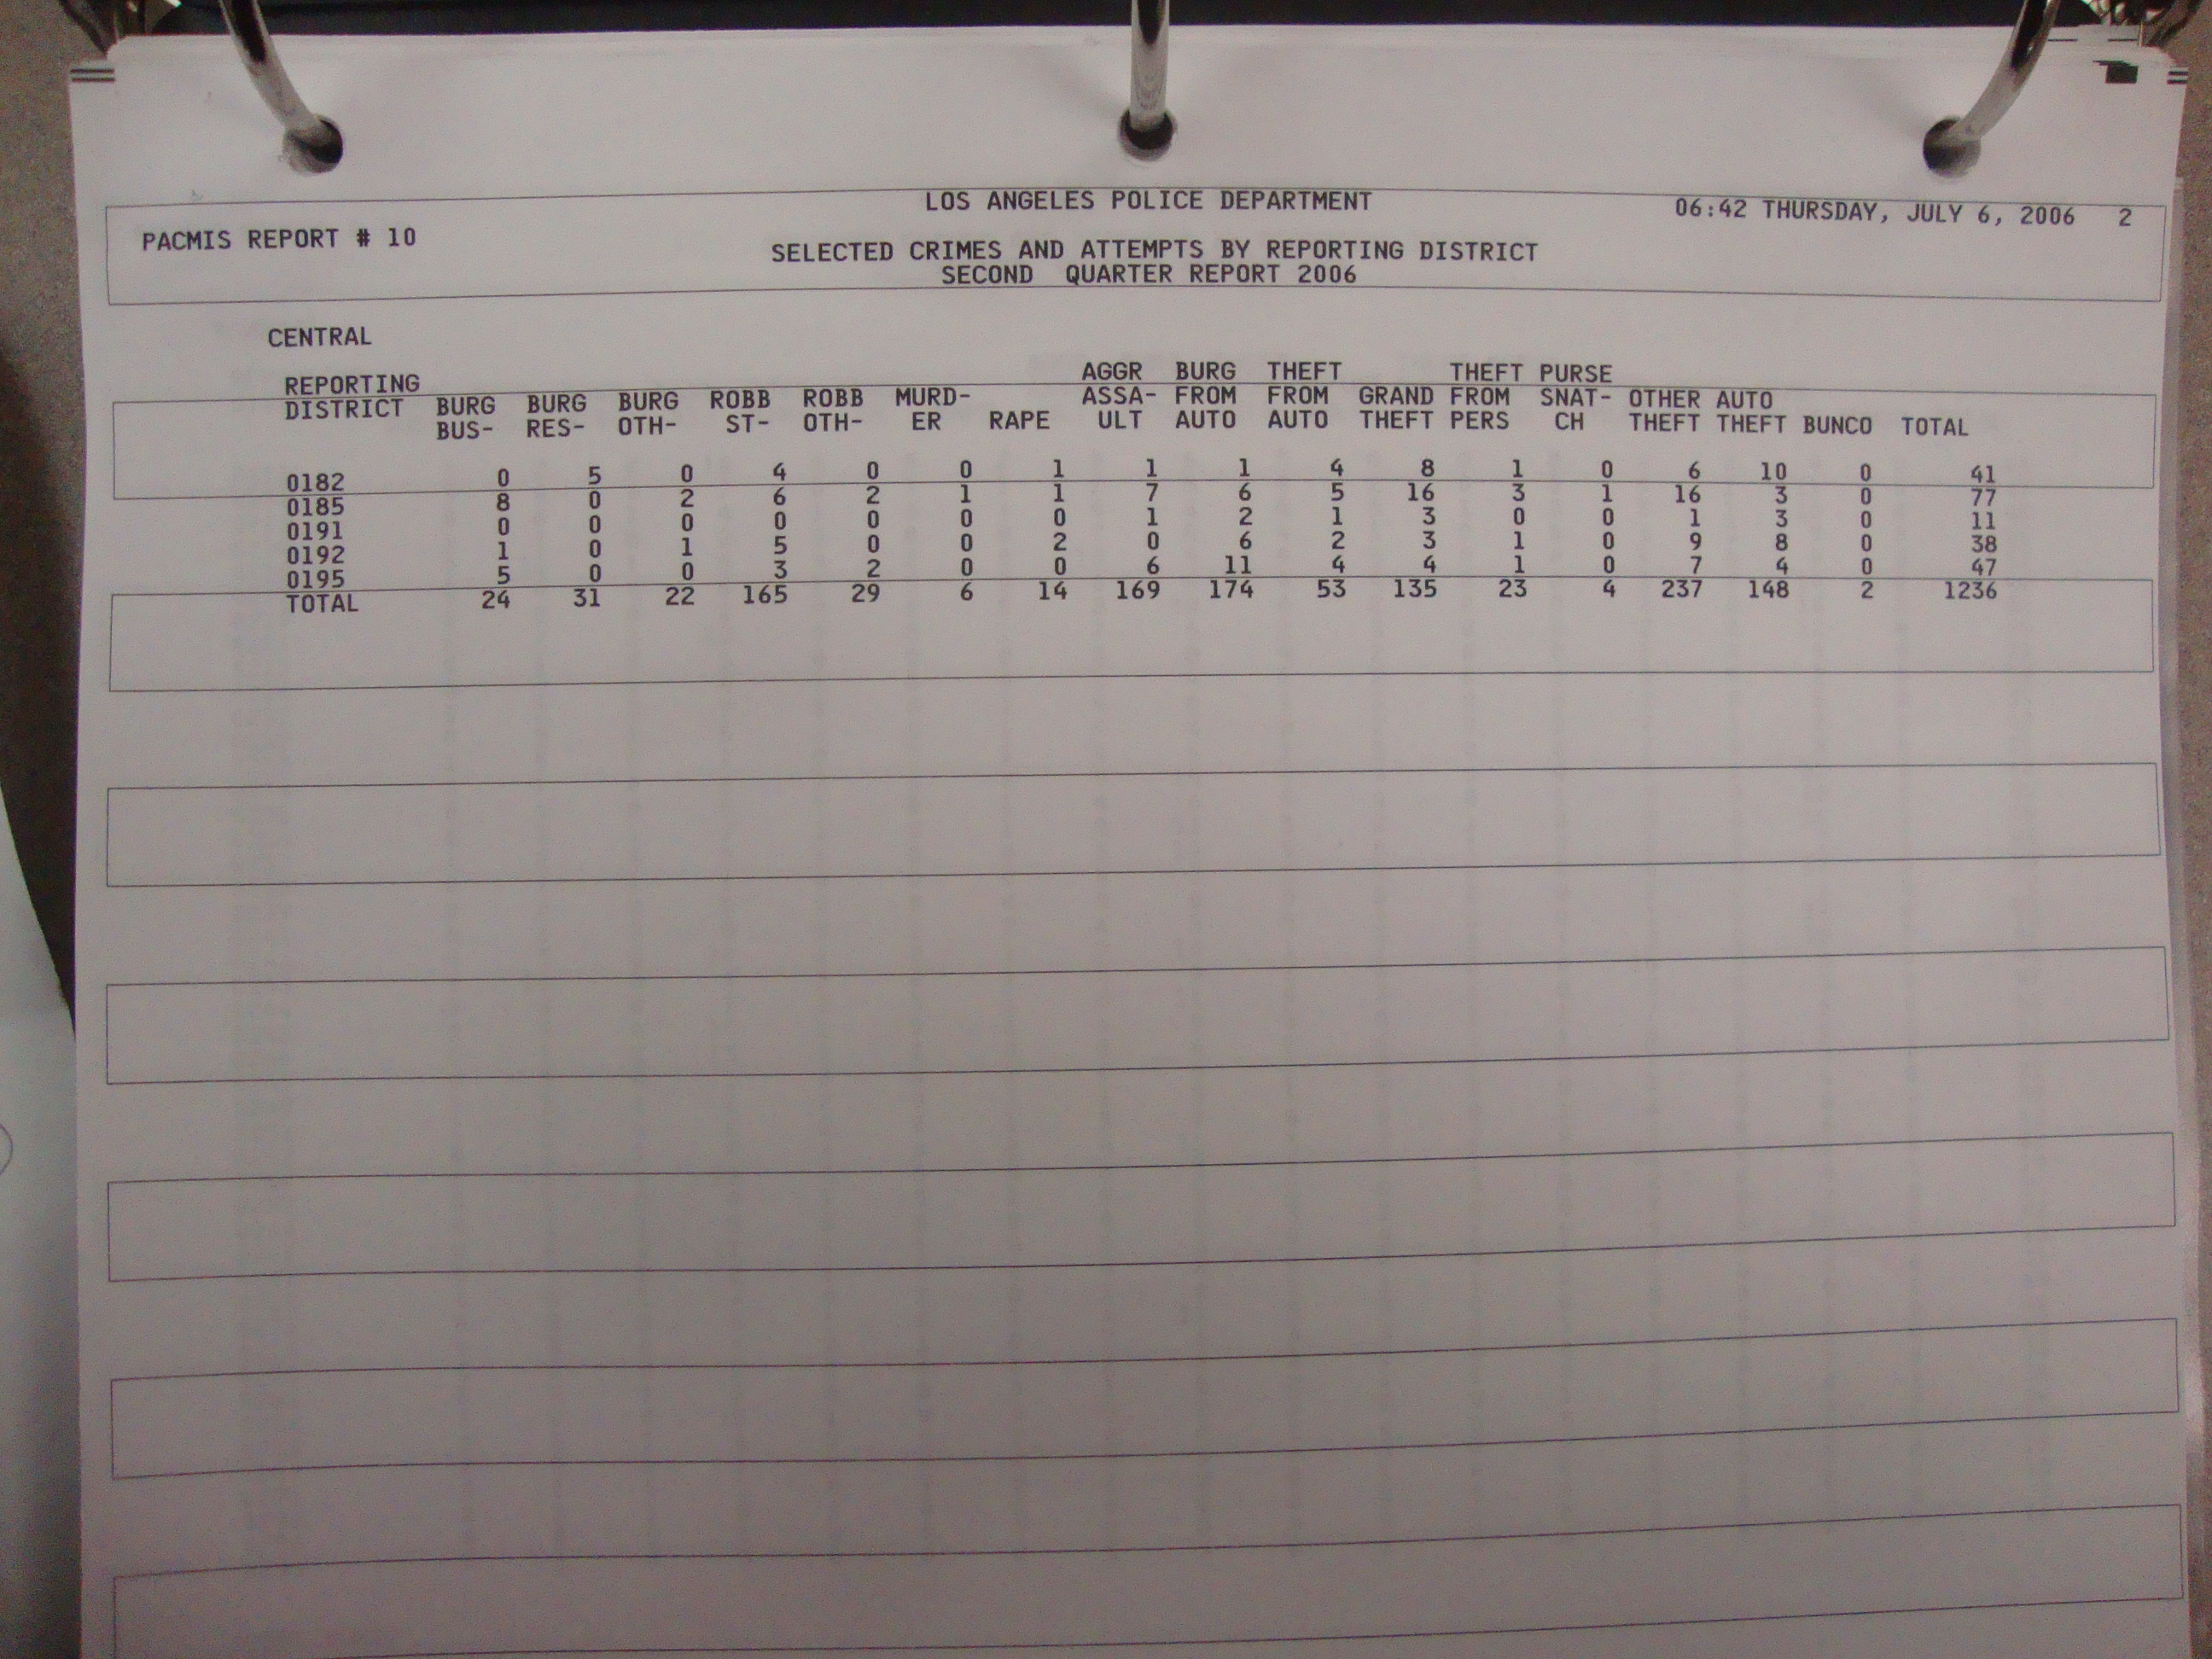 LOS ANGELES POLICE DEPARTMENT 06:42 THURSDAY, JULY 6, 2006 2
PACMIS REPORT # 10
SELECTED CRIMES AND ATTEMPTS BY REPORTING DISTRICT
SECOND QUARTER REPORT 2006
CENTRAL
AGGR BURG THEFT THEFT PURSE
REPORTING BURG BURG BURG ROBB ROBB MURD- ASSA- FROM FROM GRAND FROM SNAT- OTHER AUTO
DISTRICT BUS- RES- OTH- ST- OTH- ER RAPE ULT AUTO AUTO THEFT PERS CH THEFT THEFT BUNCO TOTAL
0182 0 5 0 4 0 0 1 1 1 4 8 1 0 6 10 0 41
0185 8 0 2 6 2 1 1 7 6 5 16 3 1 16 3 0 77
0191 0 0 0 0 0 0 0 1 2 1 3 0 0 1 3 0 11
0192 1 0 1 5 0 0 2 0 6 2 3 1 0 9 8 0 38
0195 5 0 0 3 2 0 0 6 11 4 4 1 0 7 4 0 47
TOTAL 24 31 22 165 29 6 14 169 174 53 135 23 4 237 148 2 1236